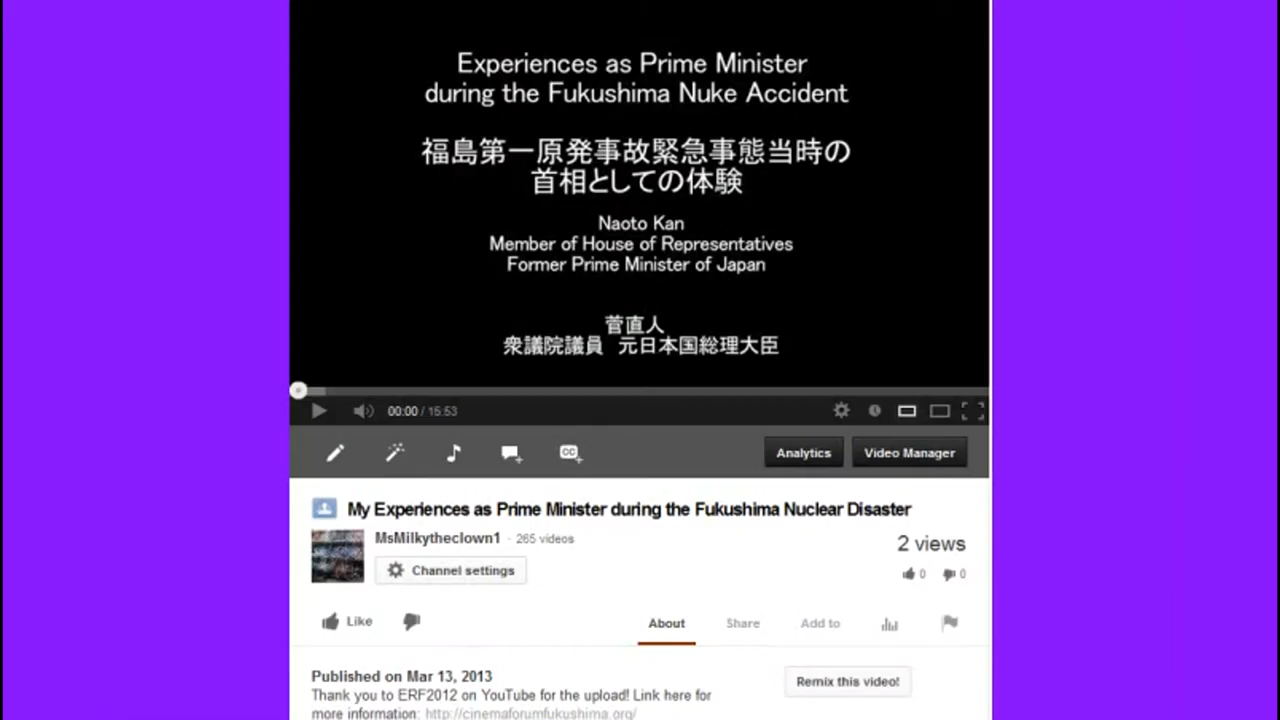 Experiences as Prime Minister
during the Fukushima Nuke Accident
福島第一原発事故緊急事態当時の
首相としての体験
Naoto Kan
Member of House of Representatives
Former Prime Minister of Japan
菅直人
衆議院議員 元日本国総理大臣
00:00 / 15:53
CC
Analytics
Video Manager
My Experiences as Prime Minister during the Fukushima Nuclear Disaster
MsMilkytheclown1 · 265 videos
2 views
Channel settings
0 0
Like
About
Share
Add to
Published on Mar 13, 2013
Remix this video!
Thank you to ERF2012 on YouTube for the upload! Link here for
more information: http://cinemaforumfukushima.org/